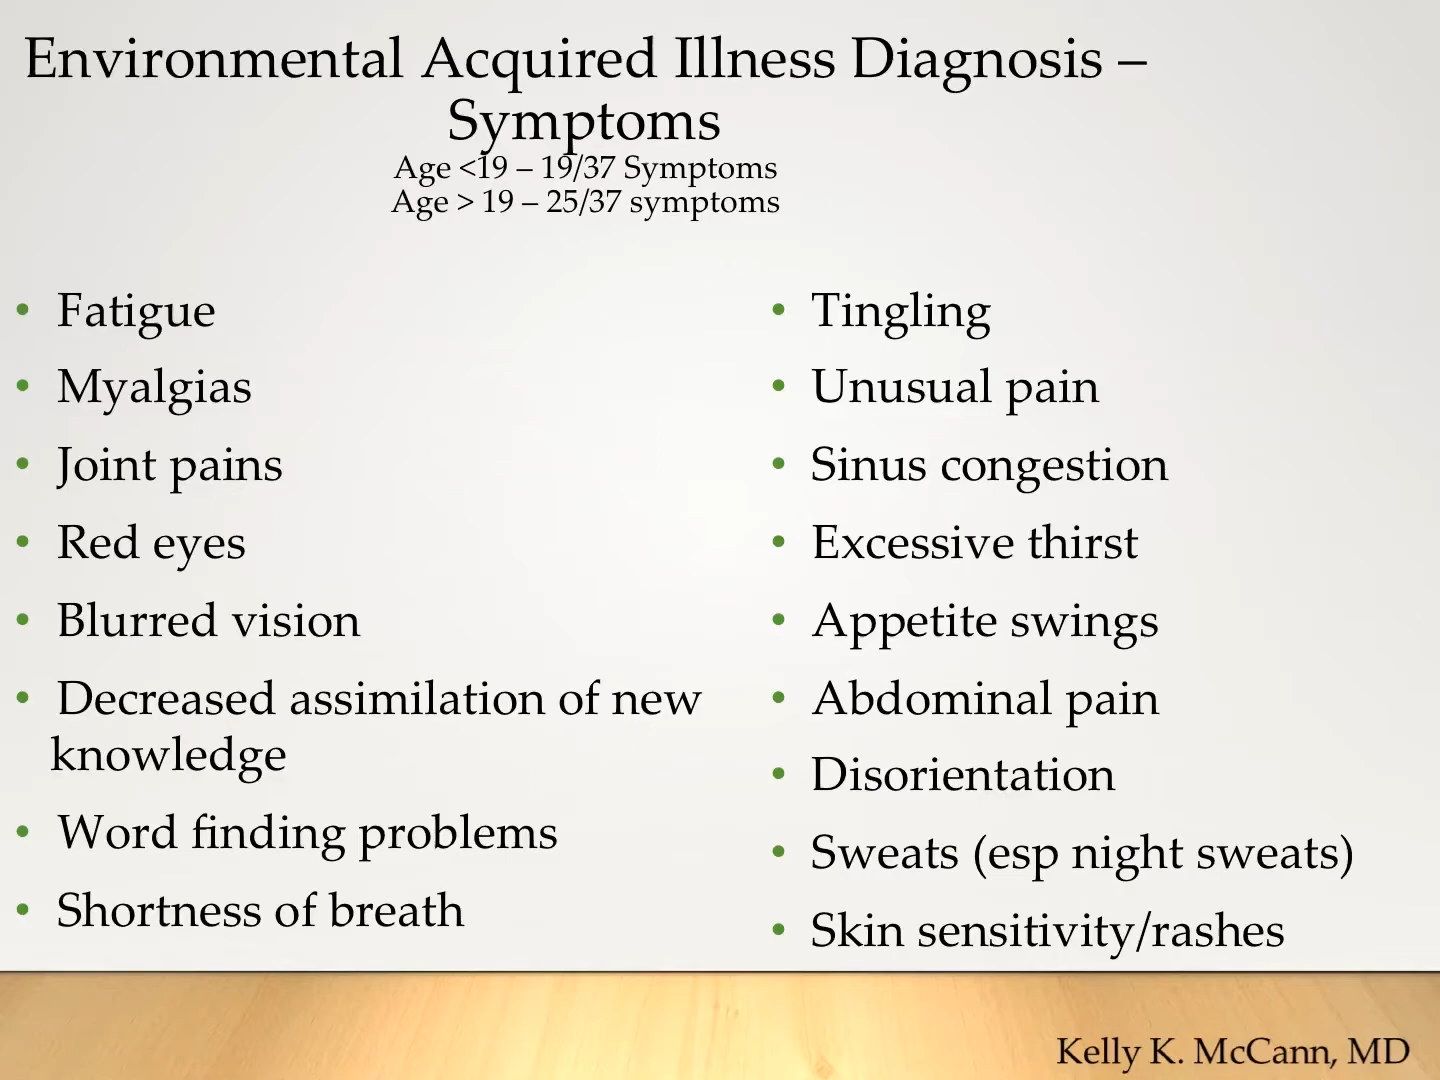 Environmental Acquired Illness Diagnosis –
Symptoms
Age <19 – 19/37 Symptoms
Age > 19 – 25/37 symptoms
• Fatigue
• Myalgias
• Joint pains
• Red eyes
• Blurred vision
• Decreased assimilation of new
knowledge
• Word finding problems
• Shortness of breath
• Tingling
• Unusual pain
• Sinus congestion
• Excessive thirst
• Appetite swings
• Abdominal pain
• Disorientation
• Sweats (esp night sweats)
• Skin sensitivity/rashes
Kelly K. McCann, MD